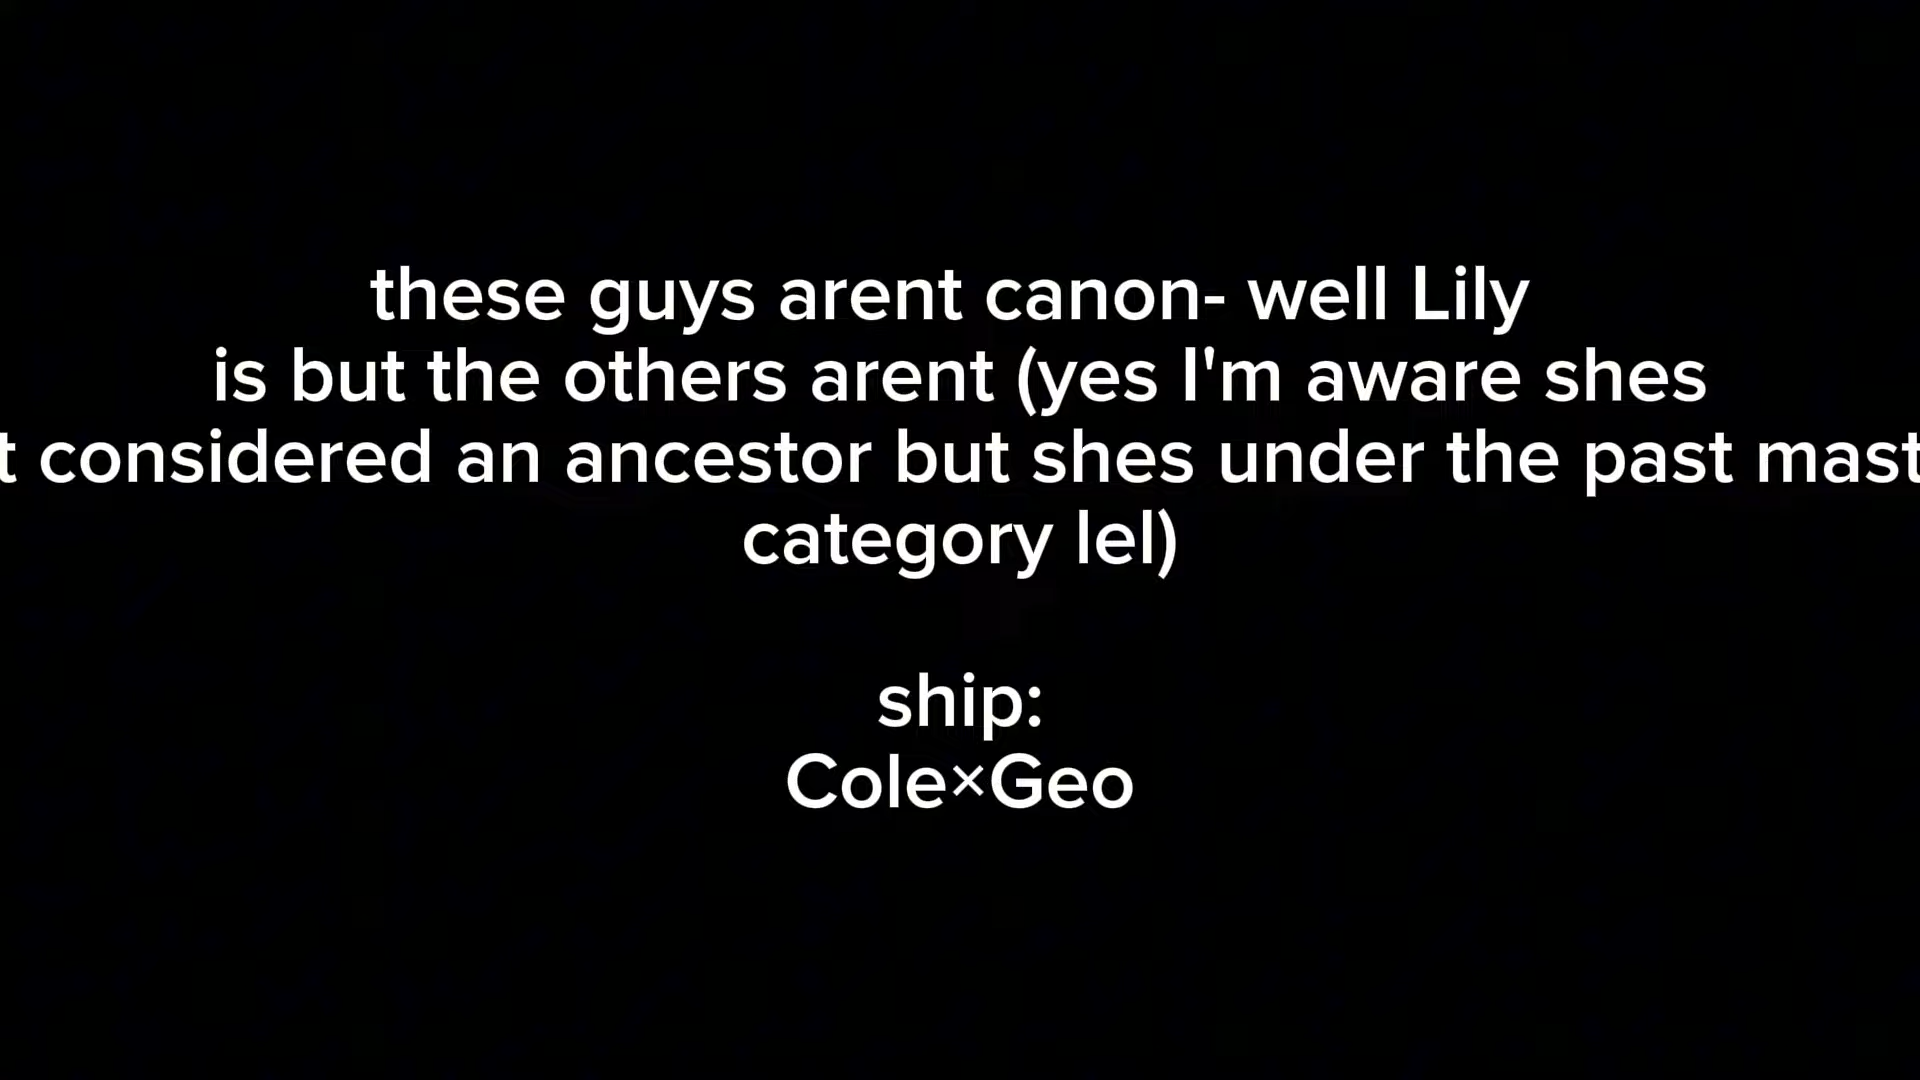 these guys arent canon- well Lily
is but the others arent (yes I'm aware shes
t considered an ancestor but shes under the past mast
category lel)
ship:
Cole×Geo